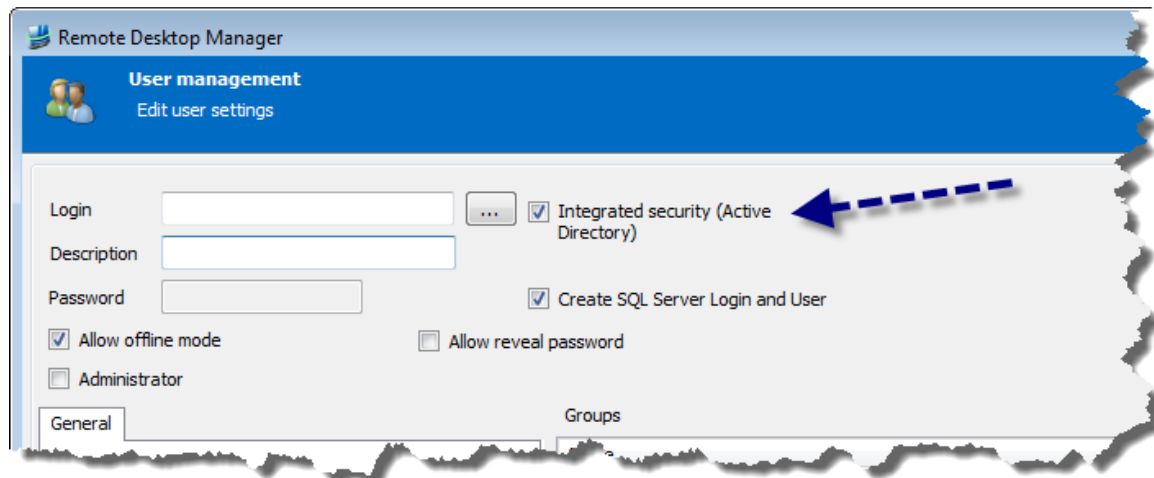 Remote Desktop Manager
User management
Edit user settings
Login
...
Integrated security (Active
Directory)
Description
Password
Create SQL Server Login and User
Allow offline mode
Allow reveal password
Administrator
General
Groups